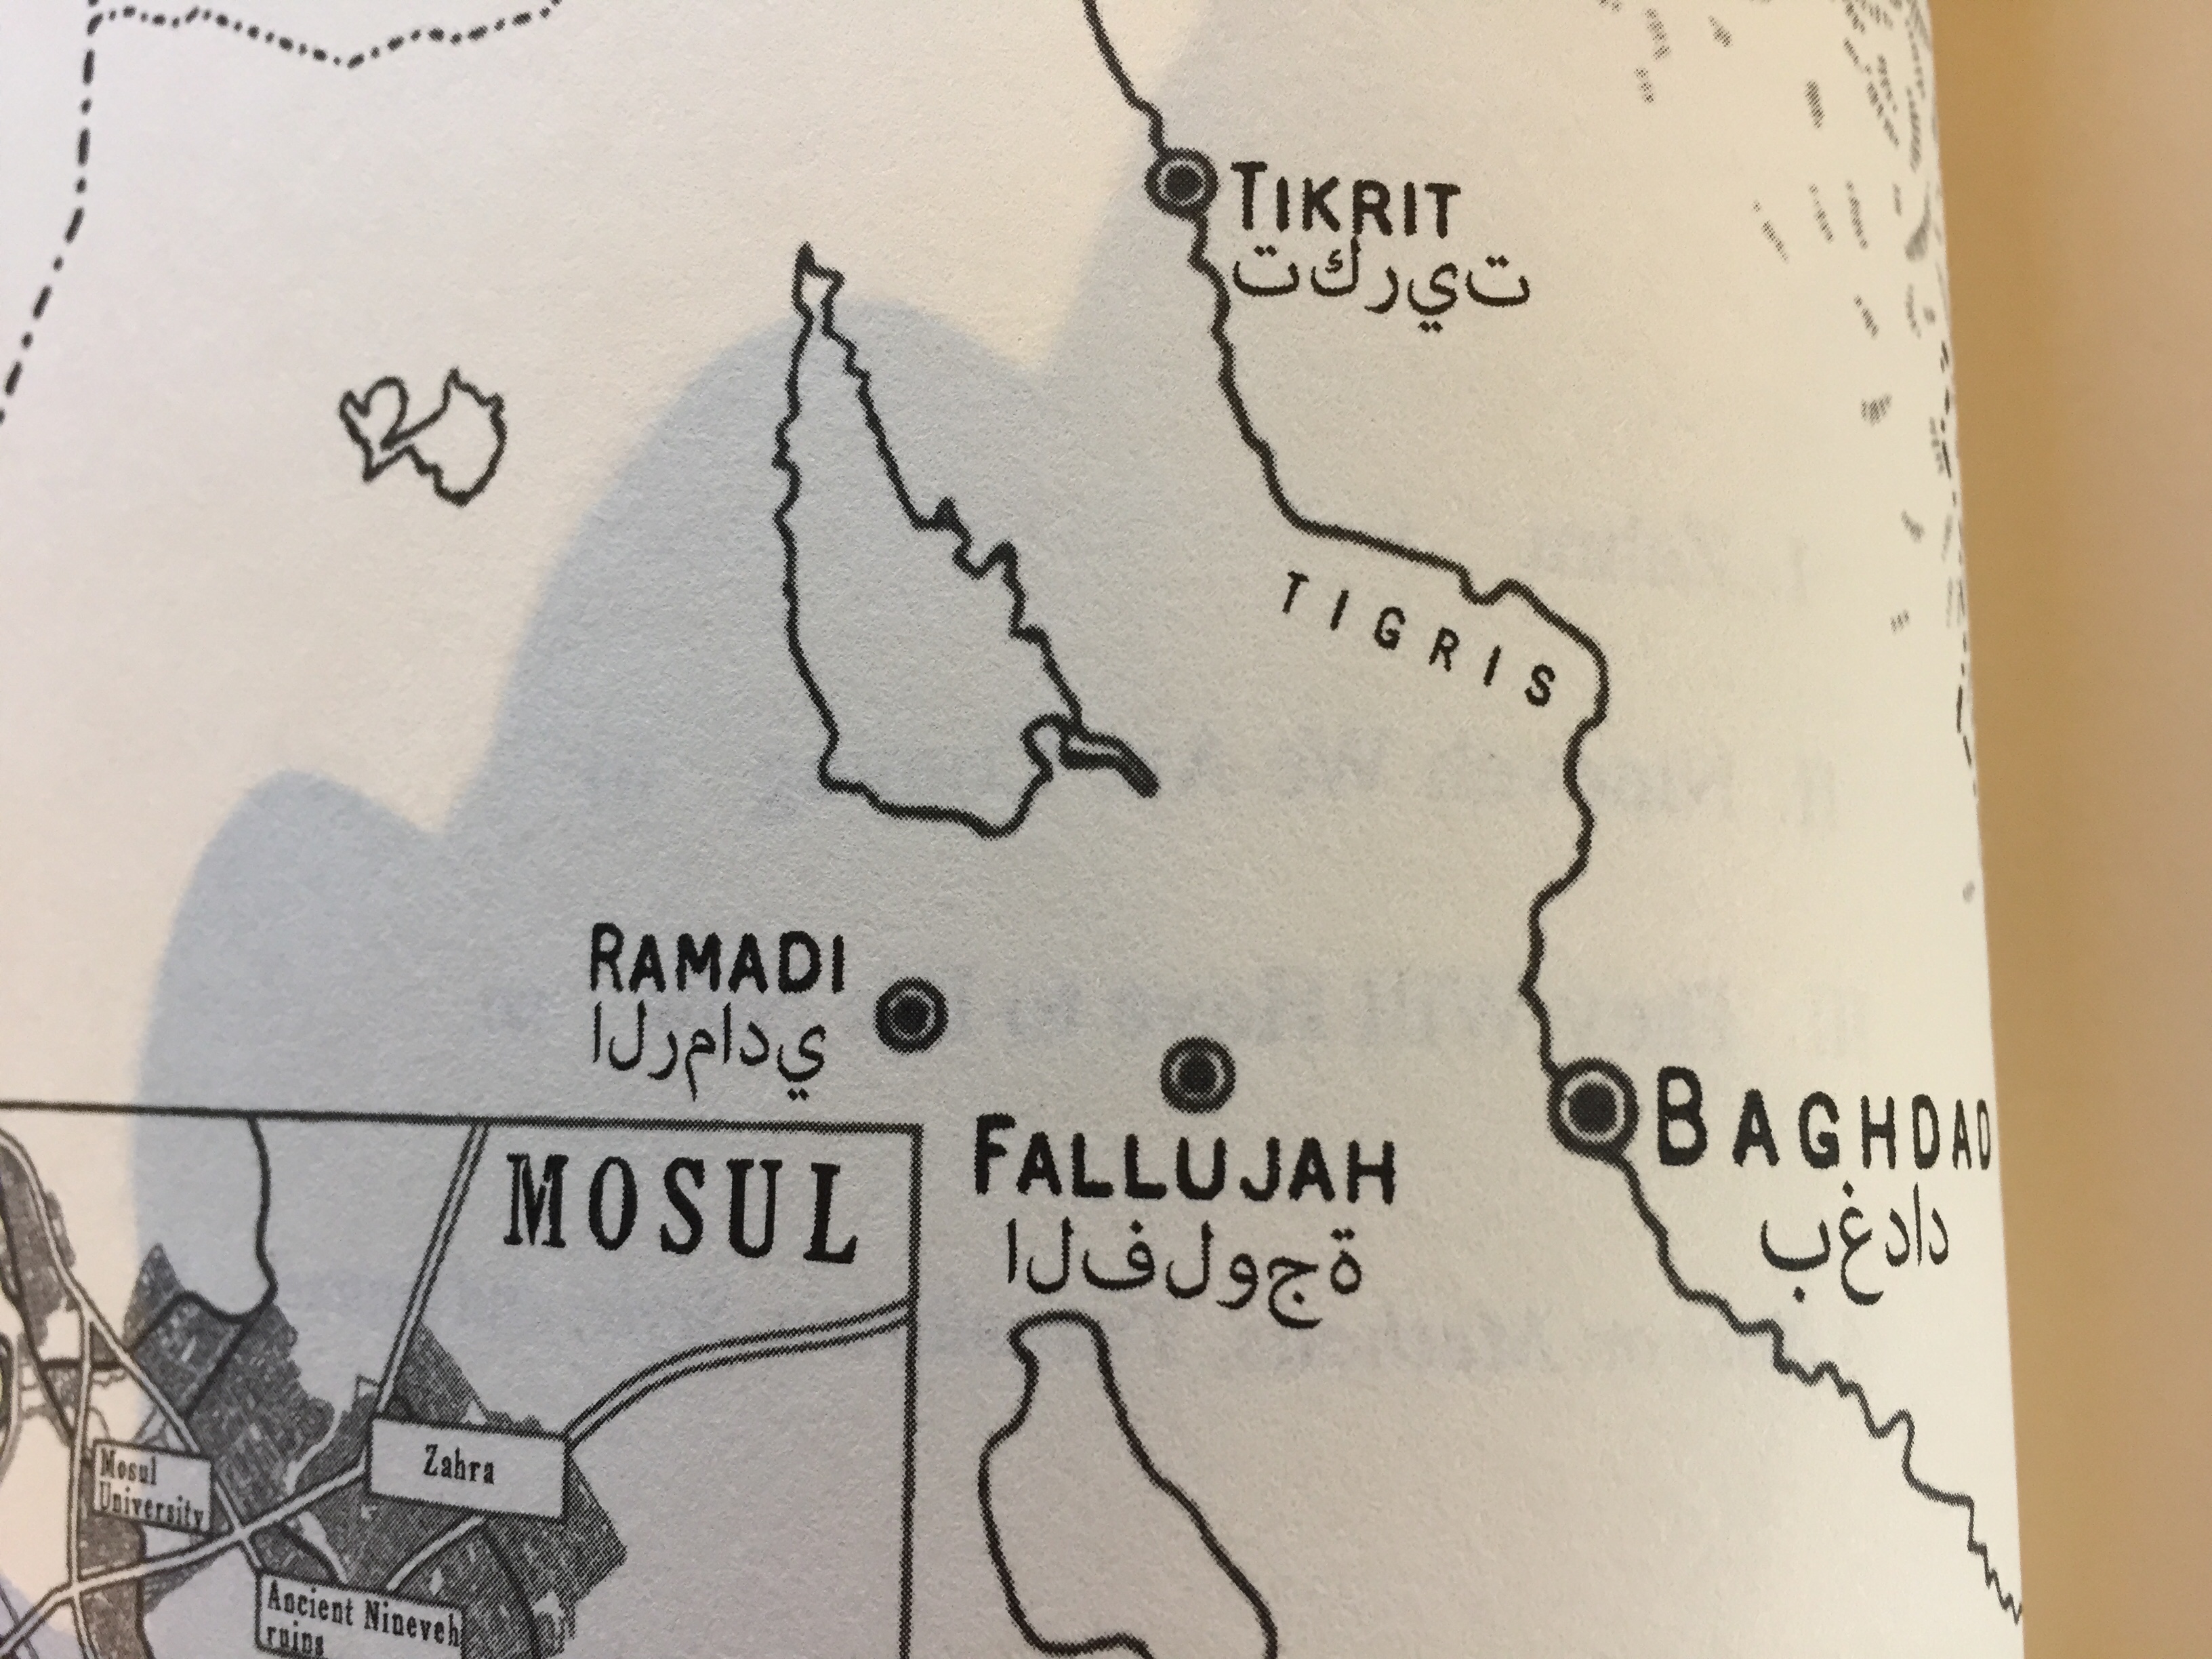 TIKRIT
تكريت
TIGRIS
RAMADI
الرمادي
FALLUJAH
الفلوجة
BAGHDAD
بغداد
MOSUL
Zahra
Mosul
University
Ancient Nineveh
ruins